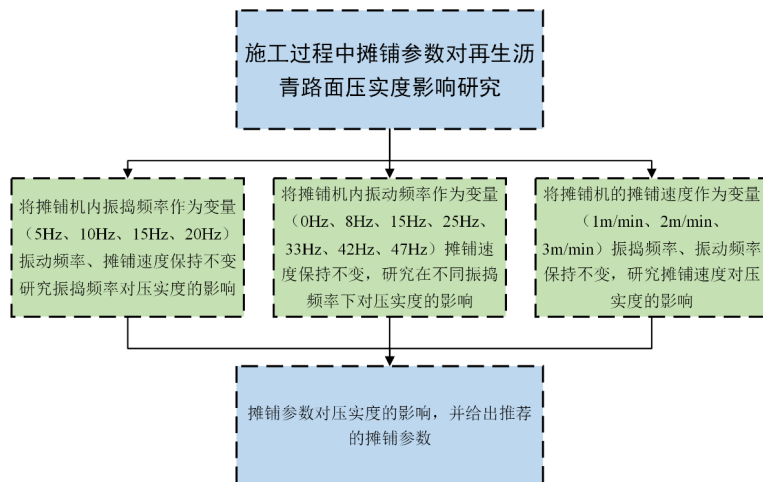 施工过程中摊铺参数对再生沥
青路面压实度影响研究
将摊铺机内振捣频率作为变量
（5Hz、10Hz、15Hz、20Hz）
振动频率、摊铺速度保持不变
研究振捣频率对压实度的影响
将摊铺机内振动频率作为变量
（0Hz、8Hz、15Hz、25Hz、
33Hz、42Hz、47Hz）摊铺速
度保持不变，研究在不同振捣
频率下对压实度的影响
将摊铺机的摊铺速度作为变量
（1m/min、2m/min、
3m/min）振捣频率、振动频率
保持不变，研究摊铺速度对压
实度的影响
摊铺参数对压实度的影响，并给出推荐
的摊铺参数